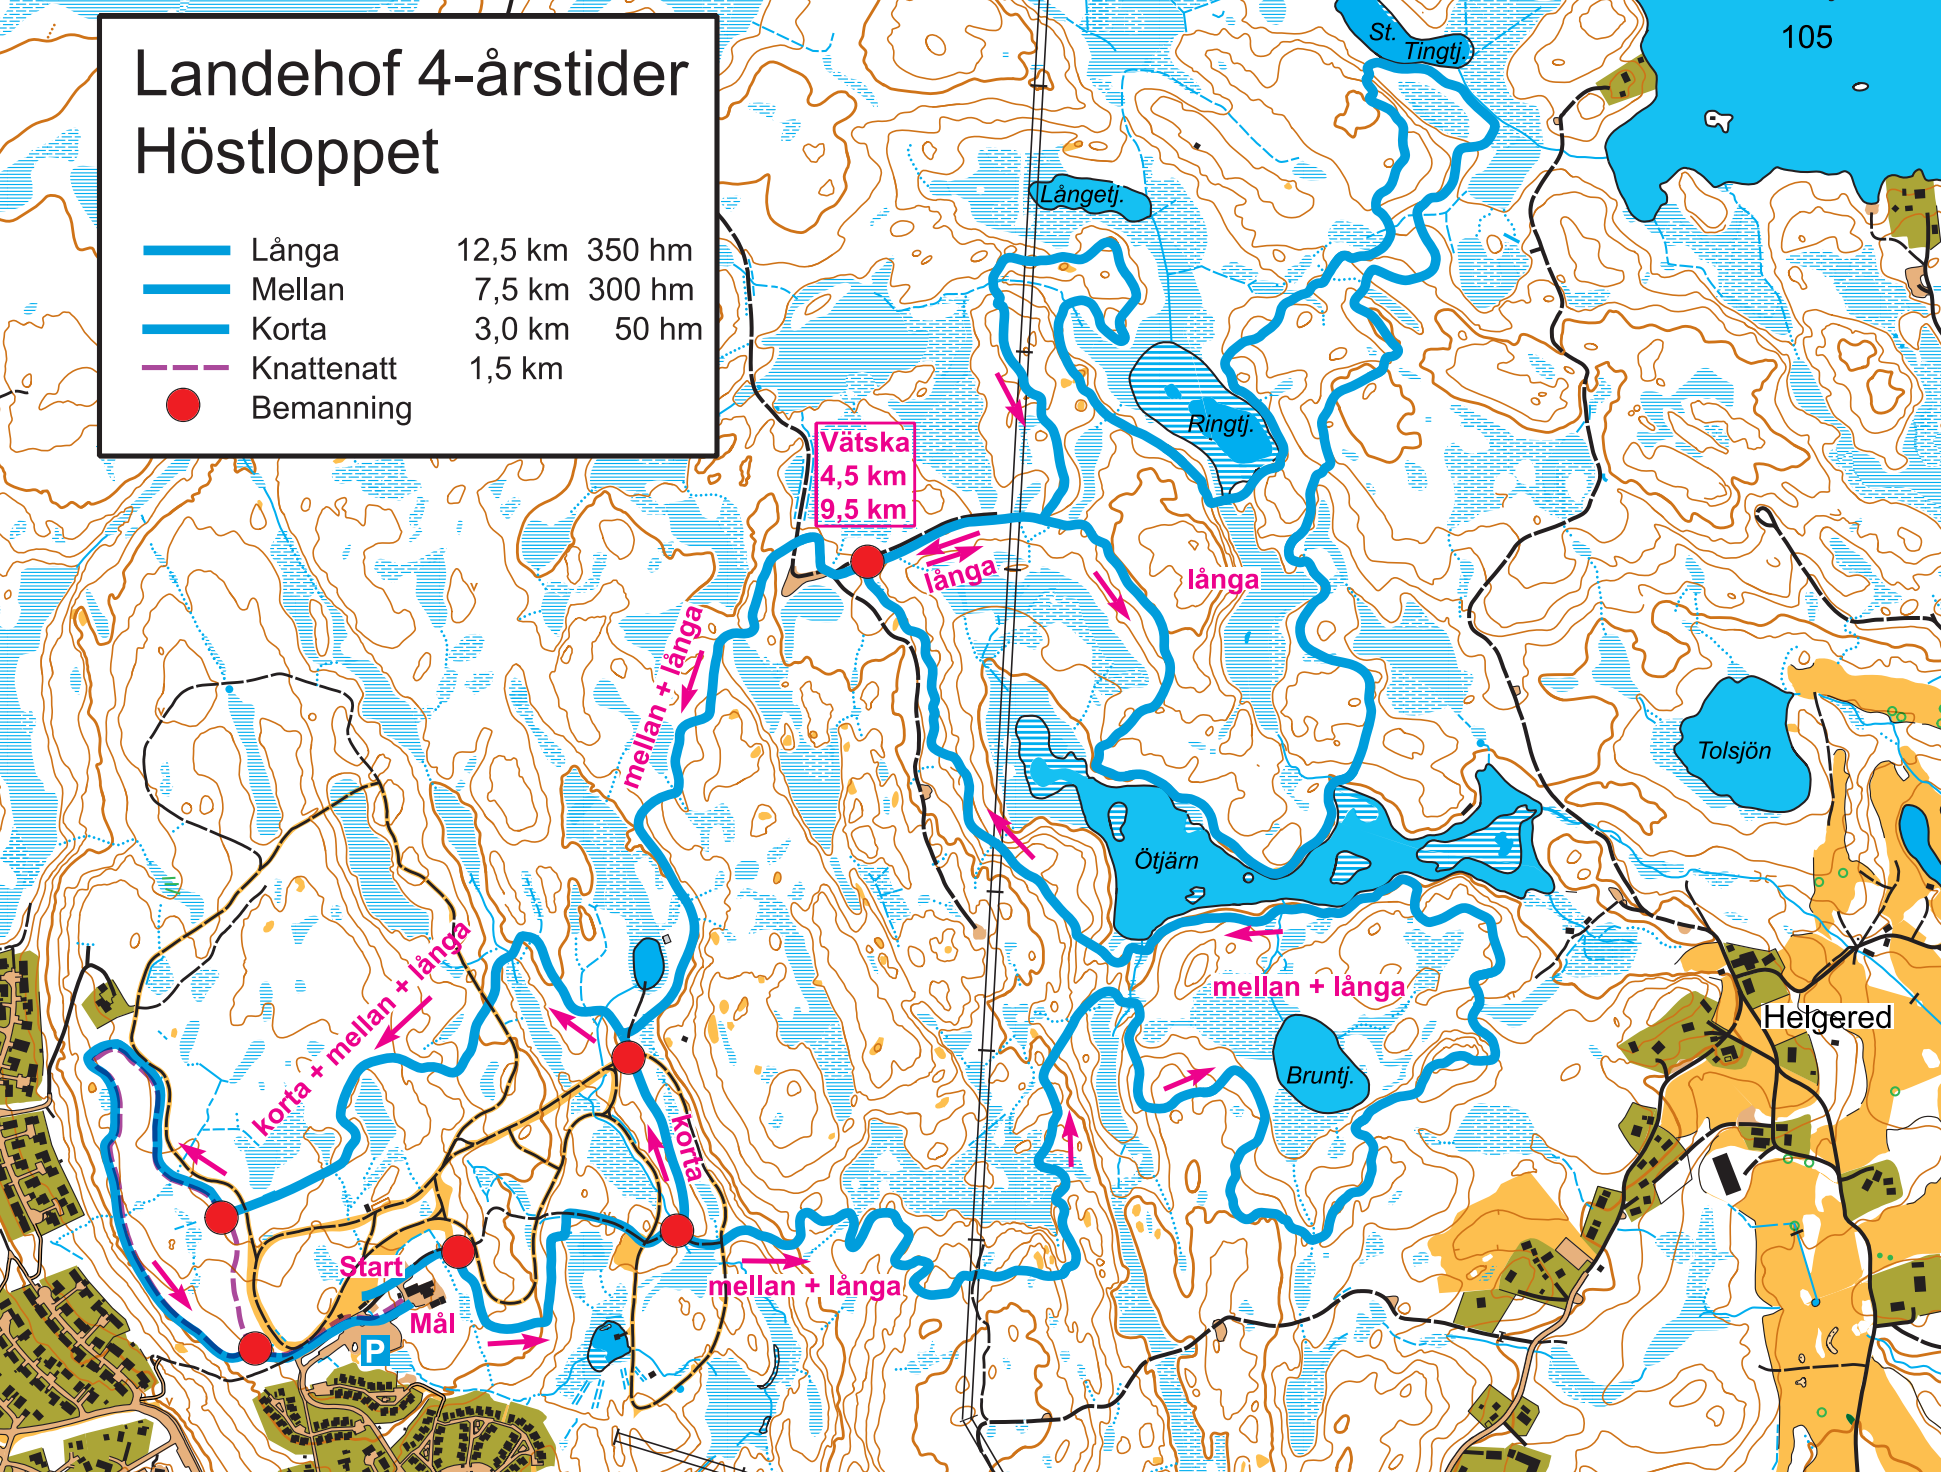 Landehof 4-årstider
Höstloppet
Långa 12,5 km 350 hm
Mellan 7,5 km 300 hm
Korta 3,0 km 50 hm
Knattenatt 1,5 km
Bemanning
St. Tingtj.
105
Långetj.
Ringtj.
Vätska
4,5 km
9,5 km
långa
långa
mellan + långa
Tolsjön
Ötjärn
korta + mellan + långa
mellan + långa
Helgered
Bruntj.
korta
Start
mellan + långa
Mål
P